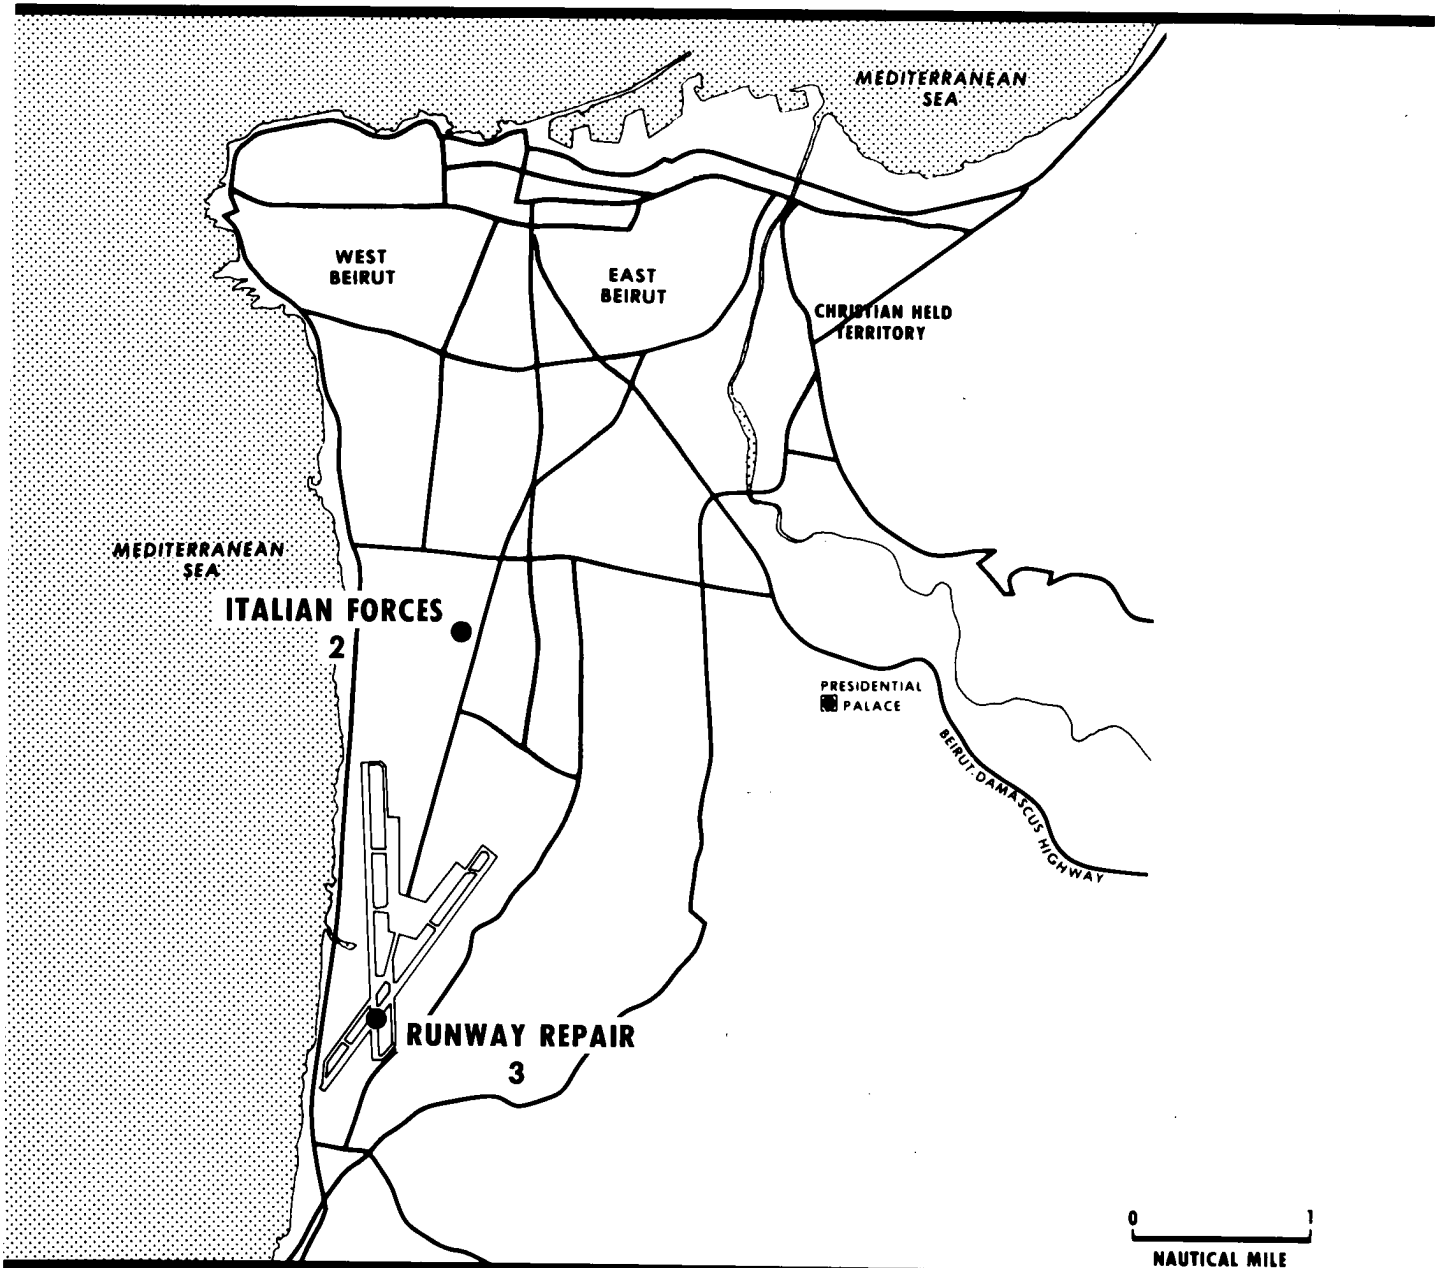 MEDITERRANEAN
SEA
WEST
BEIRUT
EAST
BEIRUT
CHRISTIAN HELD
TERRITORY
MEDITERRANEAN
SEA
ITALIAN FORCES
2
PRESIDENTIAL
PALACE
BEIRUT-DAMASCUS HIGHWAY
RUNWAY REPAIR
3
0 1
NAUTICAL MILE